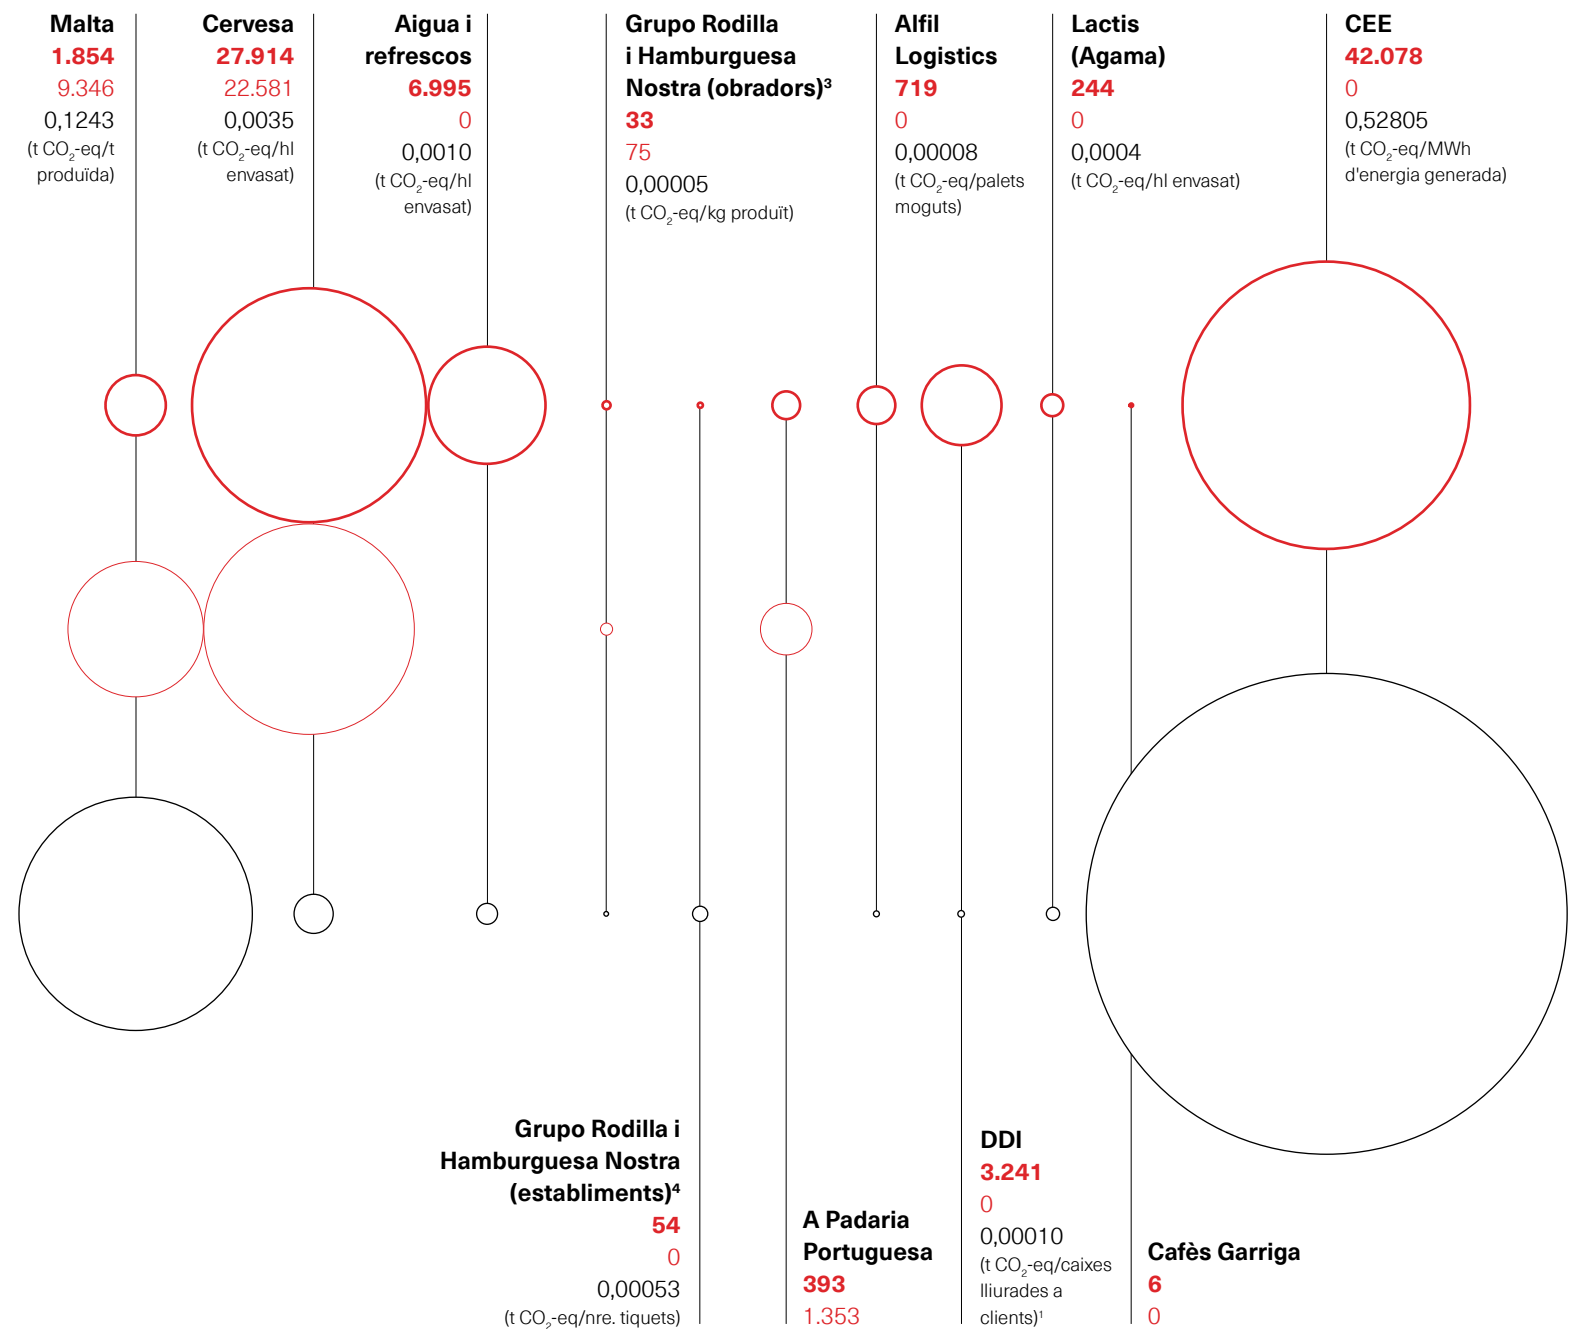 Malta
1.854
9.346
0,1243
(t CO₂-eq/t
produïda)
Cervesa
27.914
22.581
0,0035
(t CO₂-eq/hl
envasat)
Aigua i
refrescos
6.995
0
0,0010
(t CO₂-eq/hl
envasat)
Grupo Rodilla
i Hamburguesa
Nostra (obradors)³
33
75
0,00005
(t CO₂-eq/kg produït)
Alfil
Logistics
719
0
0,00008
(t CO₂-eq/palets
moguts)
Lactis
(Agama)
244
0
0,0004
(t CO₂-eq/hl envasat)
CEE
42.078
0
0,52805
(t CO₂-eq/MWh
d'energia generada)
Grupo Rodilla i
Hamburguesa Nostra
(establiments)⁴
54
0
0,00053
(t CO₂-eq/nre. tiquets)
A Padaria
Portuguesa
393
1.353
DDI
3.241
0
0,00010
(t CO₂-eq/caixes
lliurades a
clients)¹
Cafès Garriga
6
0